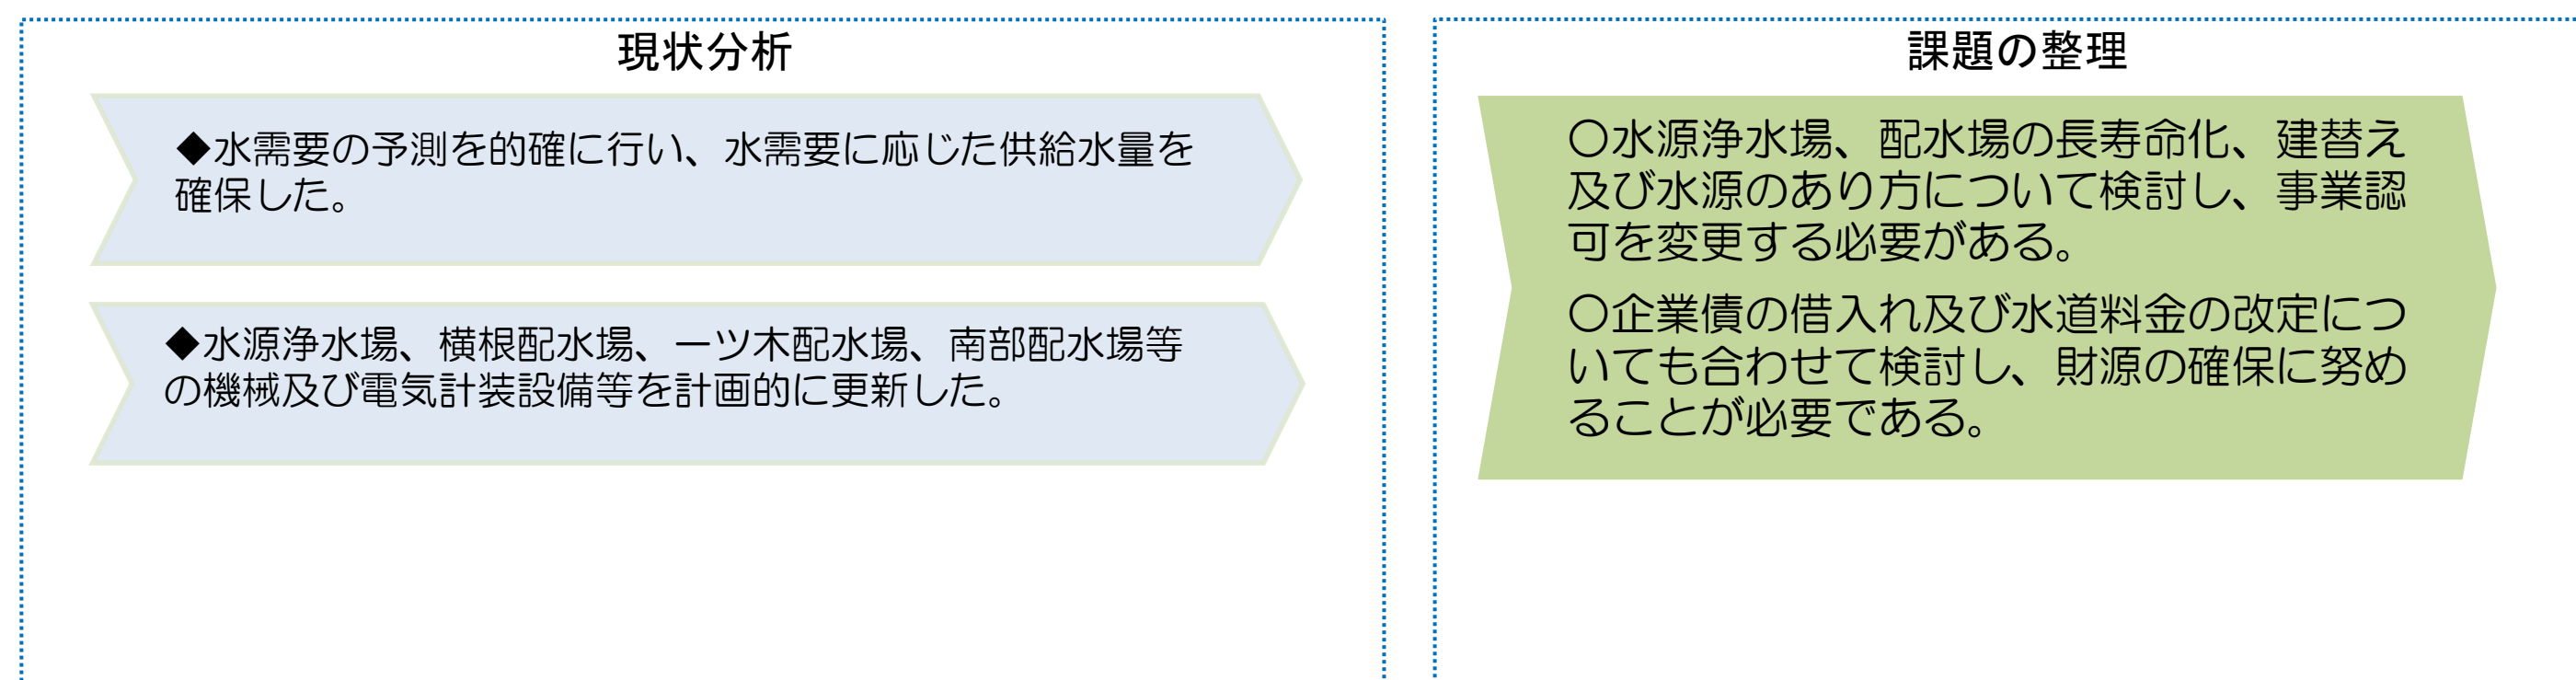 現状分析
◆水需要の予測を的確に行い、水需要に応じた供給水量を
確保した。
◆水源浄水場、横根配水場、一ツ木配水場、南部配水場等
の機械及び電気計装設備等を計画的に更新した。
課題の整理
○水源浄水場、配水場の長寿命化、建替え
及び水源のあり方について検討し、事業認
可を変更する必要がある。
○企業債の借入れ及び水道料金の改定につ
いても合わせて検討し、財源の確保に努め
ることが必要である。